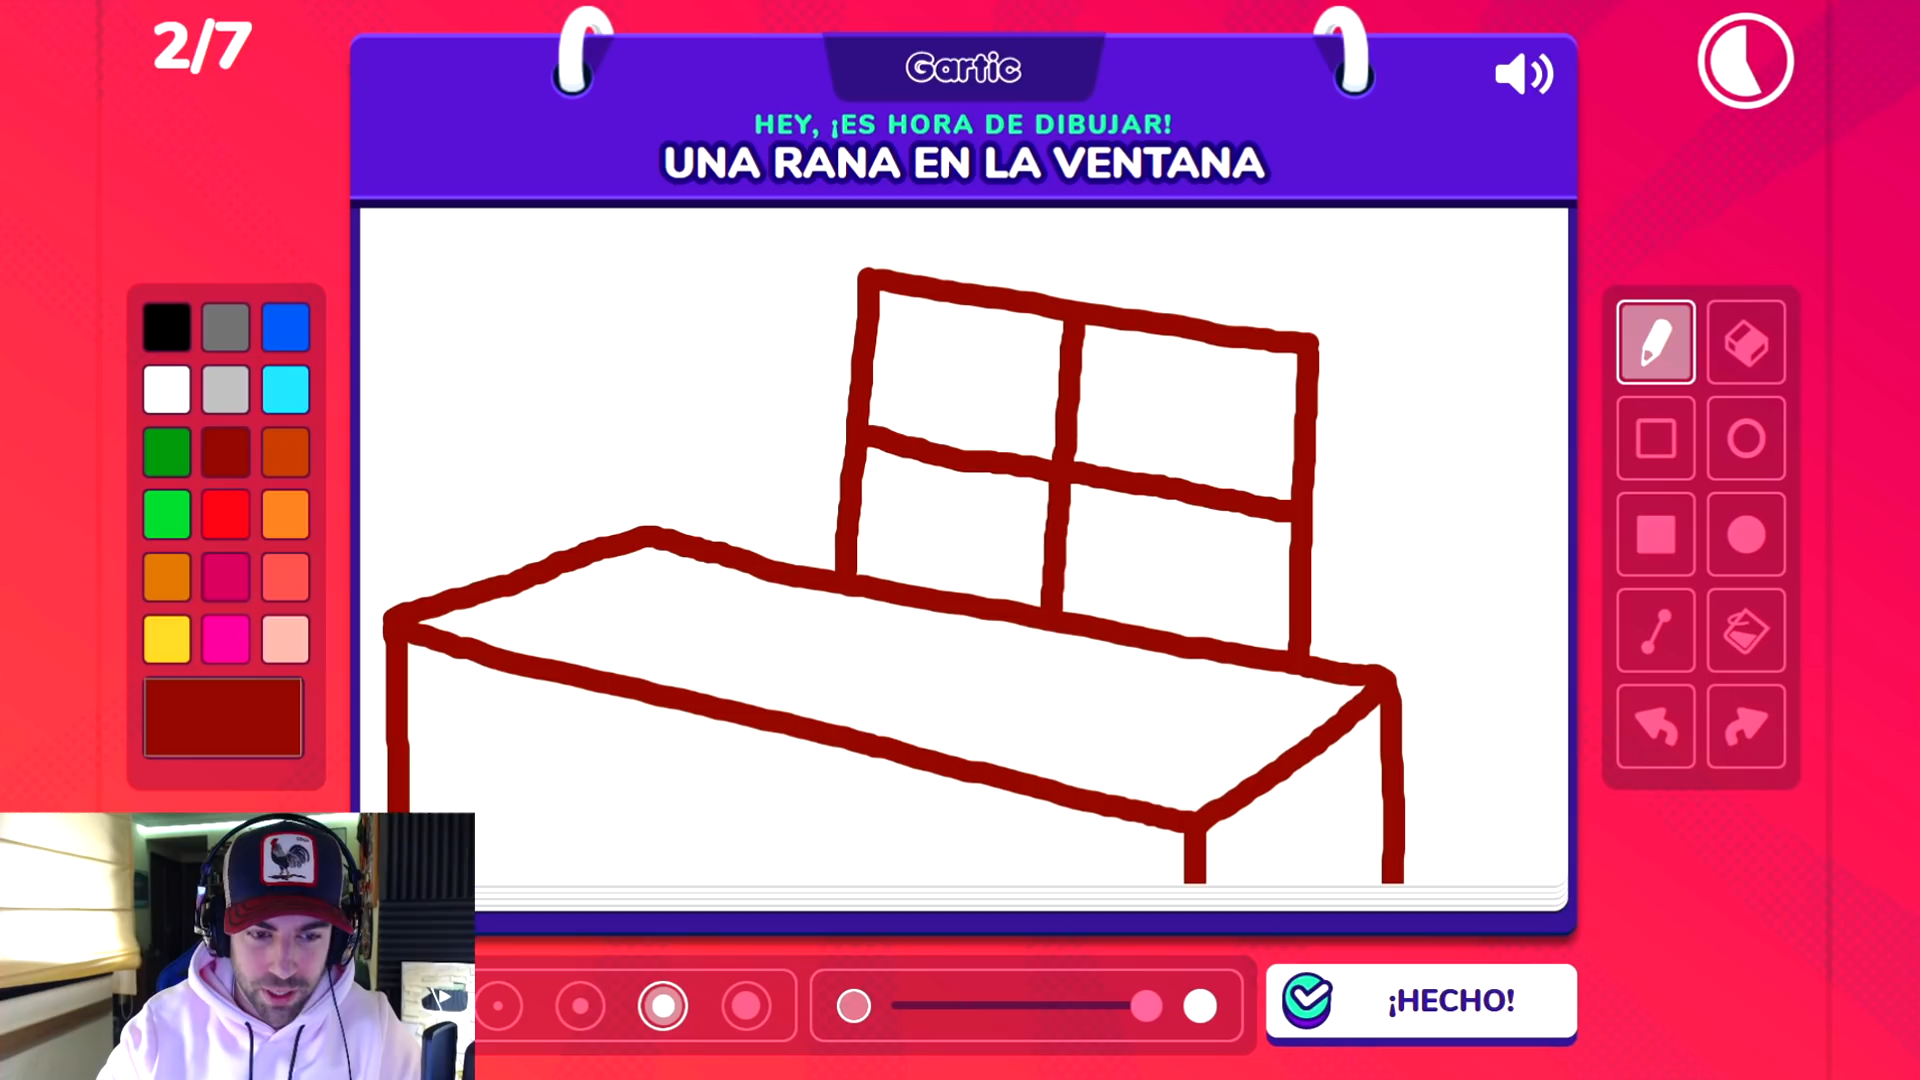 2/7
Gartic
HEY, ¡ES HORA DE DIBUJAR!
UNA RANA EN LA VENTANA
¡HECHO!